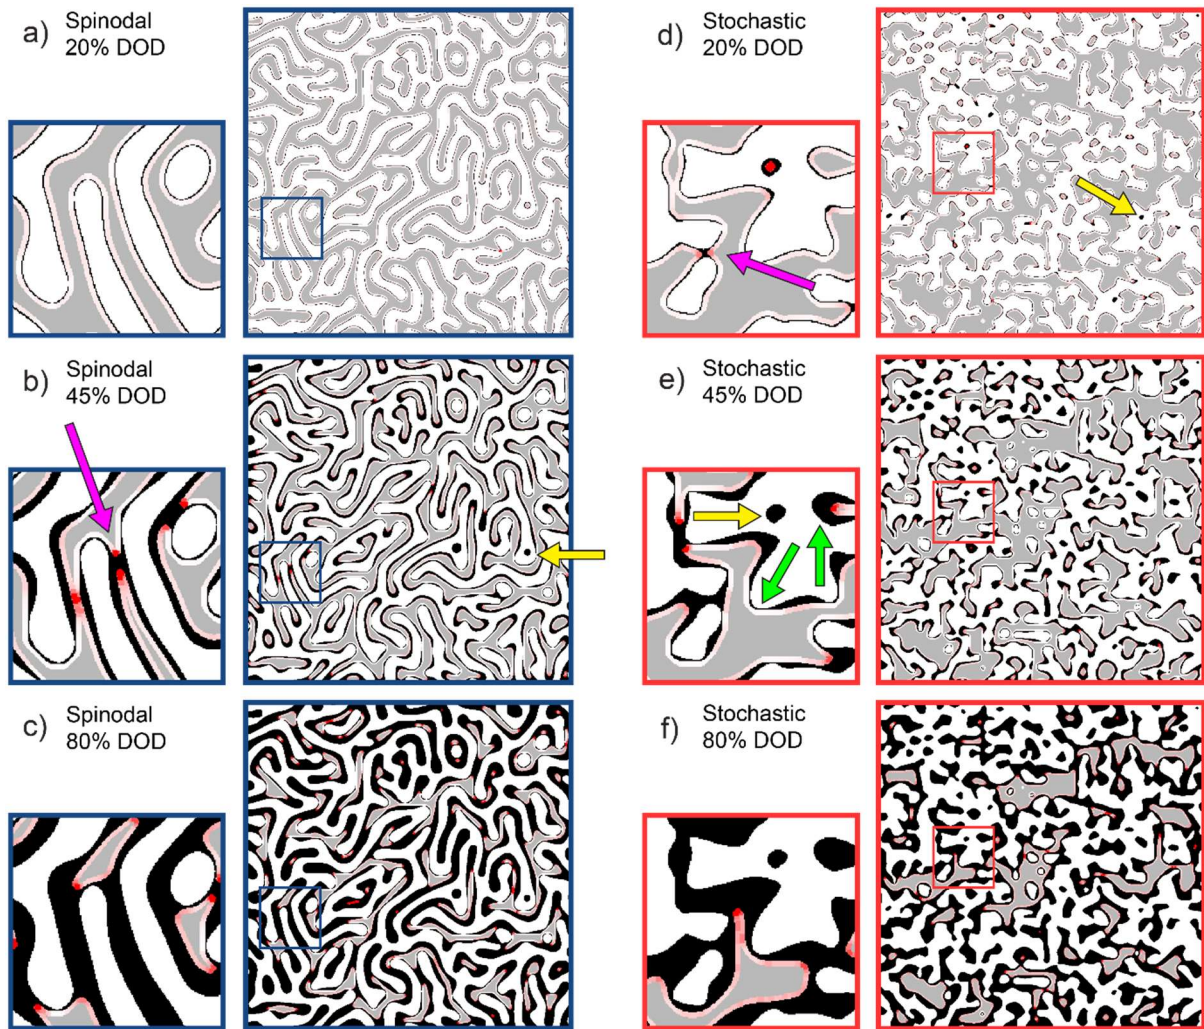 a) Spinodal
20% DOD
d) Stochastic
20% DOD
b) Spinodal
45% DOD
e) Stochastic
45% DOD
c) Spinodal
80% DOD
f) Stochastic
80% DOD